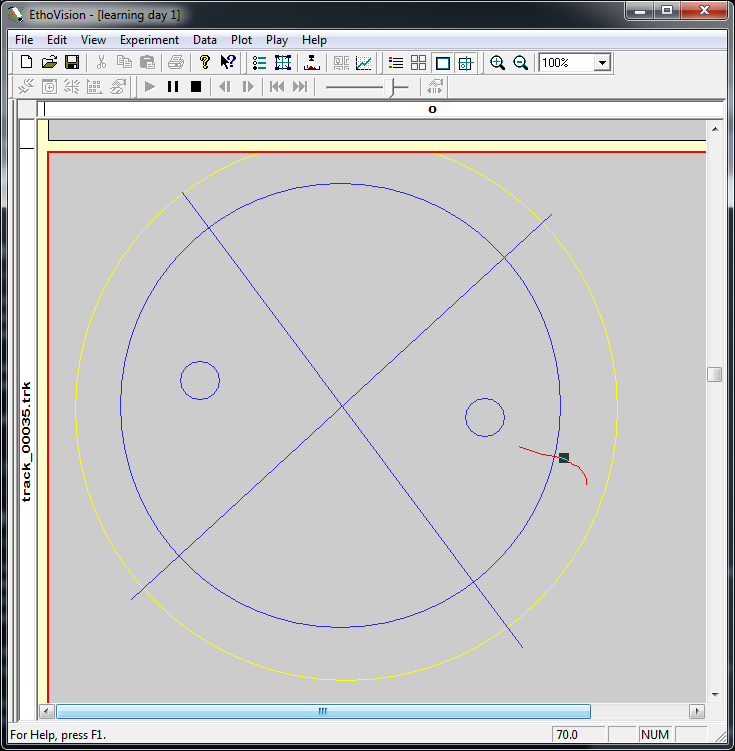 EthoVision - [learning day 1]
File Edit View Experiment Data Plot Play Help
100%
o
track_00035.trk
For Help, press F1.
70.0
NUM